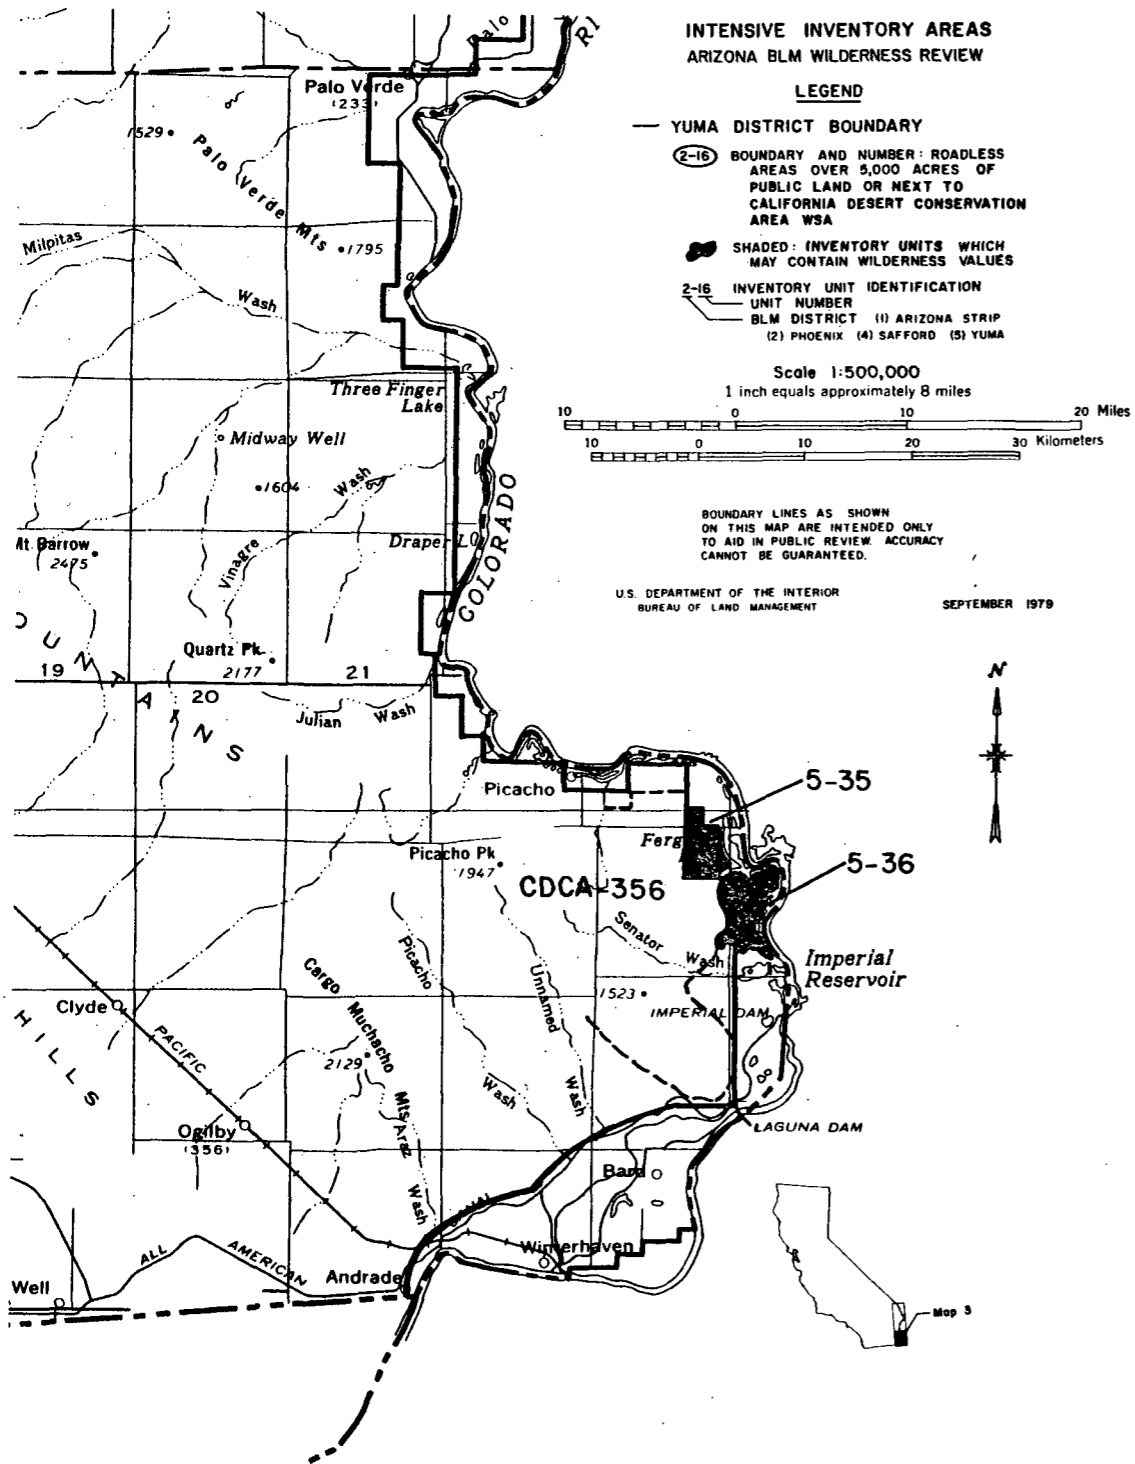 INTENSIVE INVENTORY AREAS
ARIZONA BLM WILDERNESS REVIEW
LEGEND
YUMA DISTRICT BOUNDARY
2-16 BOUNDARY AND NUMBER: ROADLESS
AREAS OVER 5,000 ACRES OF
PUBLIC LAND OR NEXT TO
CALIFORNIA DESERT CONSERVATION
AREA WSA
SHADED: INVENTORY UNITS WHICH
MAY CONTAIN WILDERNESS VALUES
2-16 INVENTORY UNIT IDENTIFICATION
UNIT NUMBER
BLM DISTRICT (1) ARIZONA STRIP
(2) PHOENIX (4) SAFFORD (5) YUMA
Scale 1:500,000
1 inch equals approximately 8 miles
10 0 10 20 Miles
10 0 10 20 30 Kilometers
BOUNDARY LINES AS SHOWN
ON THIS MAP ARE INTENDED ONLY
TO AID IN PUBLIC REVIEW. ACCURACY
CANNOT BE GUARANTEED.
U.S. DEPARTMENT OF THE INTERIOR
BUREAU OF LAND MANAGEMENT
SEPTEMBER 1979
N
Palo
RI
Palo Verde
(233)
1529
Palo Verde Mts
1795
Milpitas
Wash
Three Finger
Lake
Midway Well
1604
Wash
COLORADO
Draper L
Mt. Barrow
2475
Vinagre
OUNTAINS
Quartz Pk
2177
19
20
21
Julian Wash
Picacho
5-35
Ferg
5-36
Picacho Pk
1947
CDCA-356
Senator
Wash
Imperial
Reservoir
Picacho
Wash
Unnamed
Wash
Cargo Muchacho
Mts
1523
IMPERIAL DAM
Clyde
PACIFIC
HILLS
2129
Araz
Wash
Ogilby
(356)
LAGUNA DAM
Bard
CANAL
Winterhaven
ALL AMERICAN
Andrade
Well
Map 3